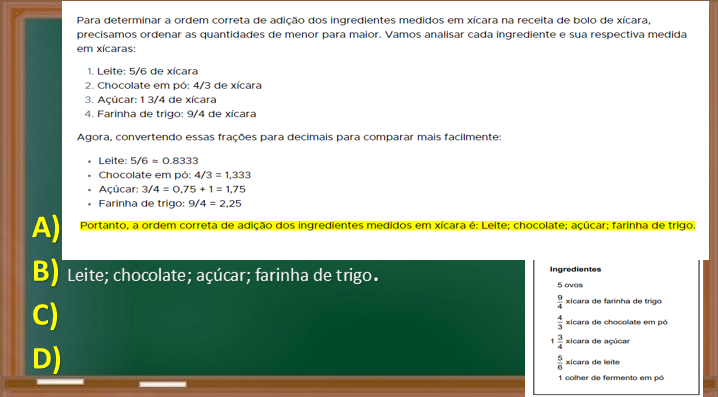 Para determinar a ordem correta de adição dos ingredientes medidos em xícara na receita de bolo de xícara,
precisamos ordenar as quantidades de menor para maior. Vamos analisar cada ingrediente e sua respectiva medida
em xícaras:
1. Leite: 5/6 de xícara
2. Chocolate em pó: 4/3 de xícara
3. Açúcar: 1 3/4 de xícara
4. Farinha de trigo: 9/4 de xícara
Agora, convertendo essas frações para decimais para comparar mais facilmente:
• Leite: 5/6 ≈ 0.8333
• Chocolate em pó: 4/3 = 1,333
• Açúcar: 3/4 = 0,75 + 1 = 1,75
• Farinha de trigo: 9/4 = 2,25
Portanto, a ordem correta de adição dos ingredientes medidos em xícara é: Leite; chocolate; açúcar; farinha de trigo.
A)
B) Leite; chocolate; açúcar; farinha de trigo.
C)
D)
Ingredientes
5 ovos
9/4 xícara de farinha de trigo
4/3 xícara de chocolate em pó
1 3/4 xícara de açúcar
5/6 xícara de leite
1 colher de fermento em pó